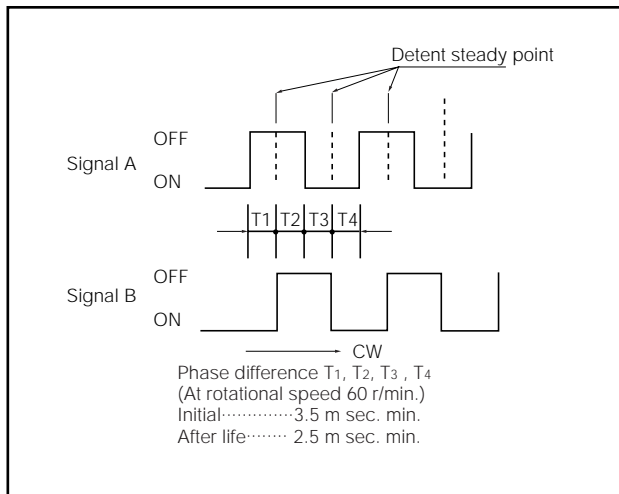 Detent steady point
OFF
Signal A
ON
T1 T2 T3 T4
OFF
Signal B
ON
CW
Phase difference T1, T2, T3 , T4
(At rotational speed 60 r/min.)
Initial··············3.5 m sec. min.
After life········ 2.5 m sec. min.